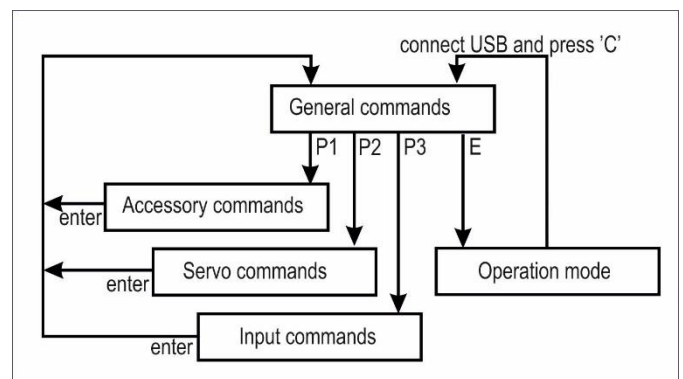 connect USB and press 'C'
General commands
P1 P2 P3 E
Accessory commands
enter
Servo commands
Operation mode
enter
Input commands
enter